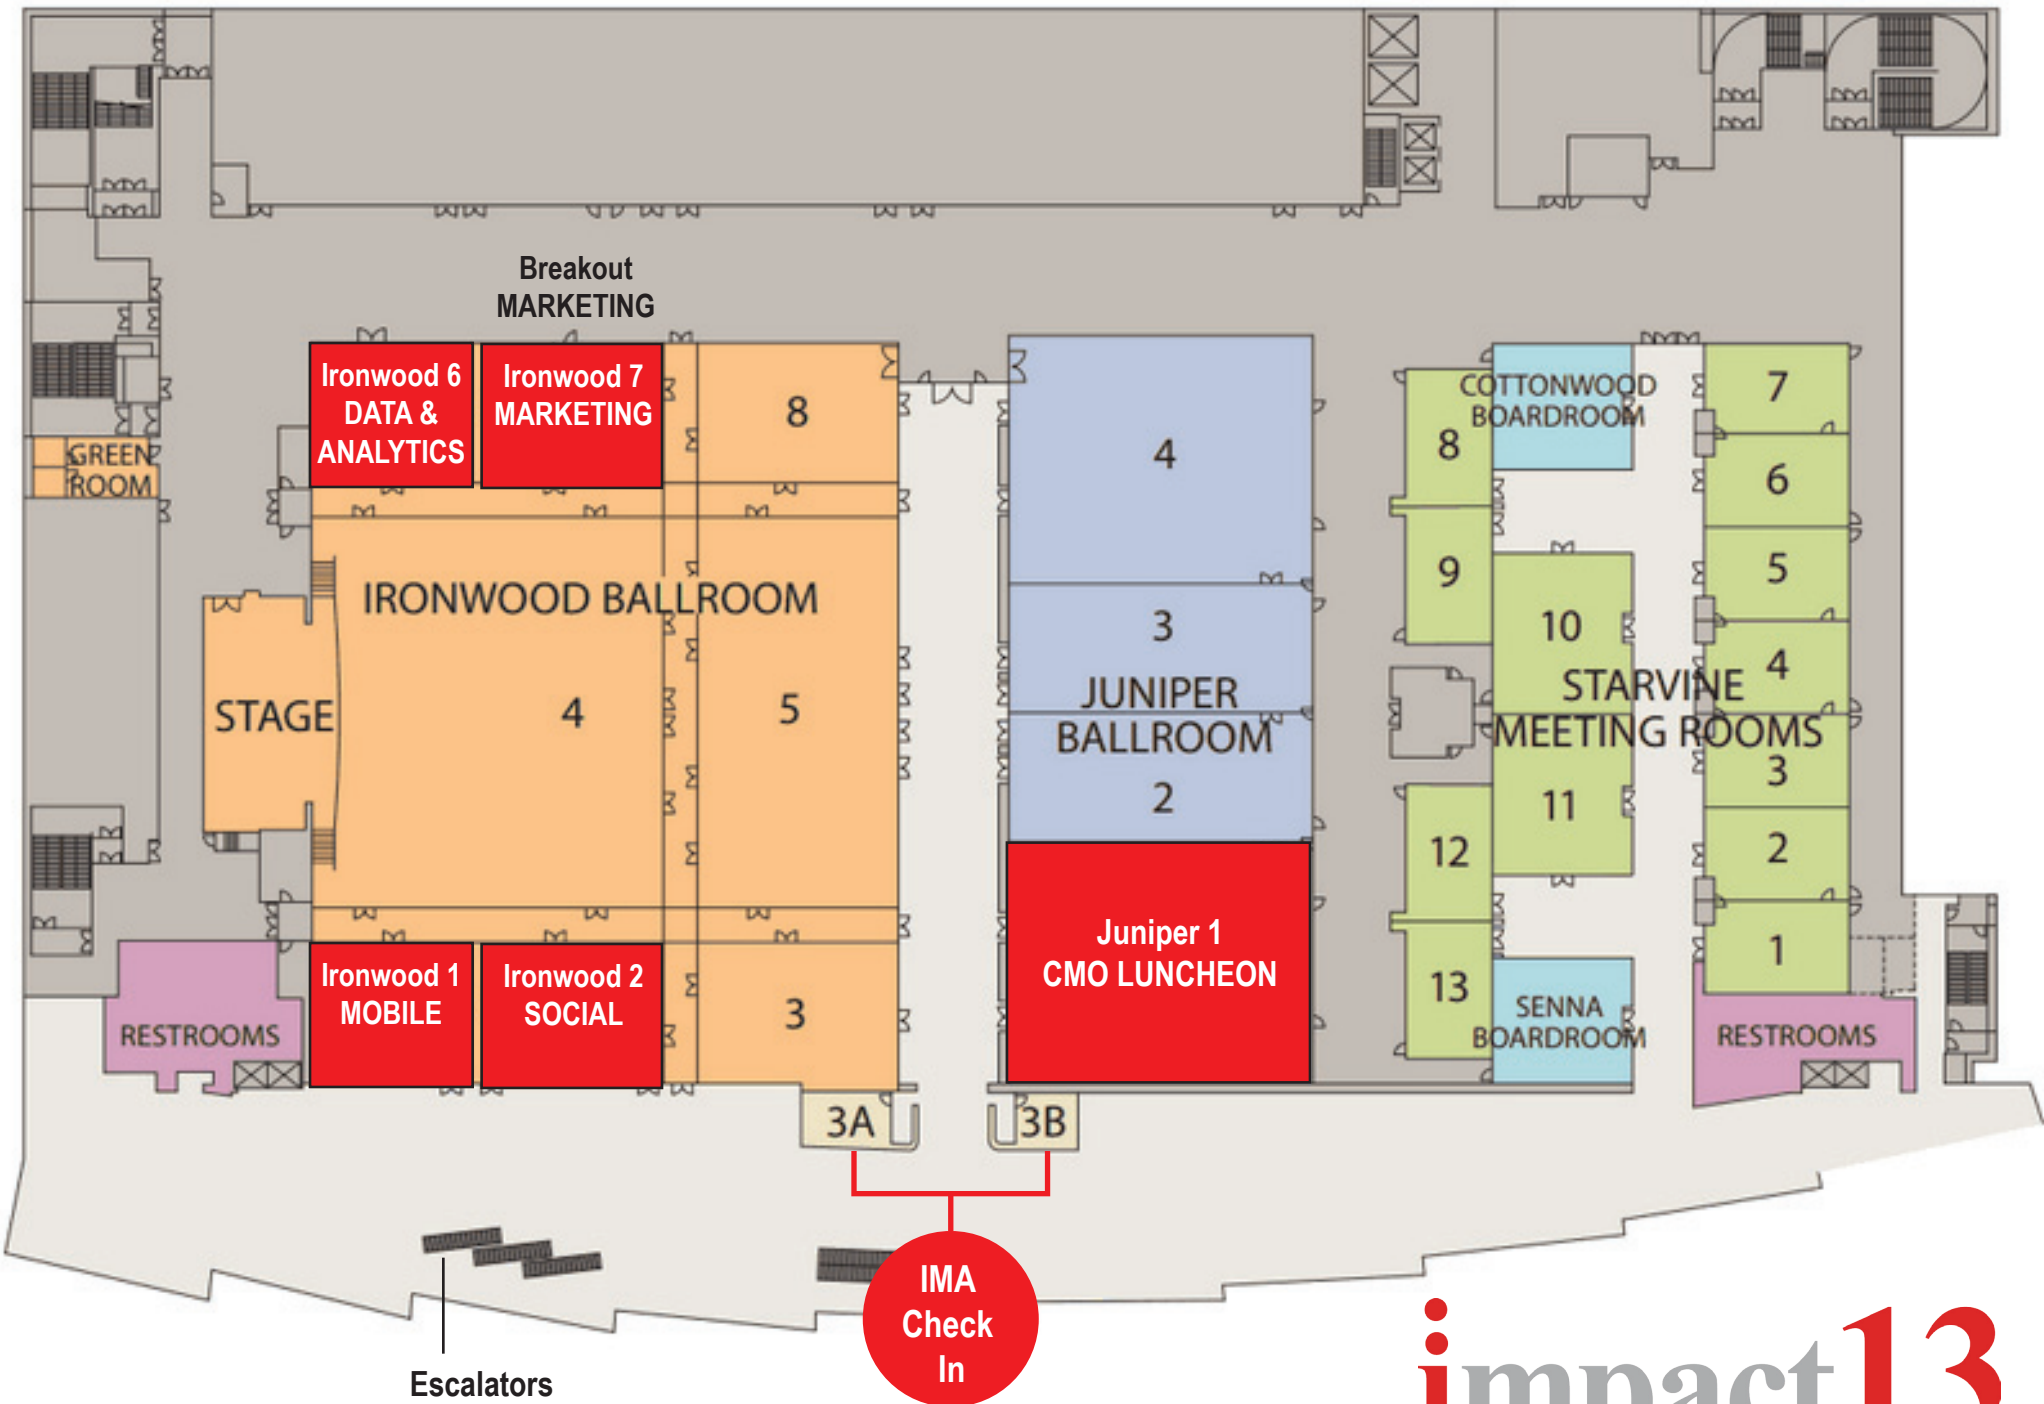 Breakout
MARKETING
Ironwood 6
DATA &
ANALYTICS
Ironwood 7
MARKETING
8
GREEN
ROOM
IRONWOOD BALLROOM
STAGE
4
5
Ironwood 1
MOBILE
Ironwood 2
SOCIAL
3
RESTROOMS
4
3
JUNIPER
BALLROOM
2
Juniper 1
CMO LUNCHEON
COTTONWOOD
BOARDROOM
8
9
10
STARVINE
MEETING ROOMS
11
12
13
SENNA
BOARDROOM
7
6
5
4
3
2
1
RESTROOMS
3A
3B
IMA
Check
In
Escalators
impact13